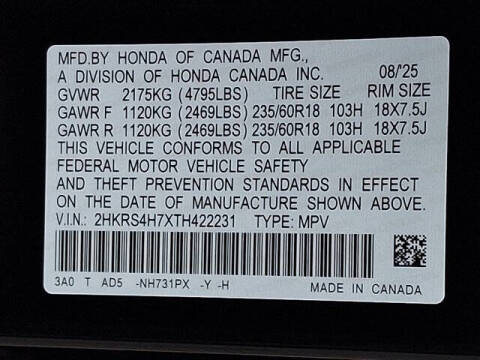 MFD.BY HONDA OF CANADA MFG.,
A DIVISION OF HONDA CANADA INC. 08/'25
GVWR 2175KG (4795LBS) TIRE SIZE RIM SIZE
GAWR F 1120KG (2469LBS) 235/60R18 103H 18X7.5J
GAWR R 1120KG (2469LBS) 235/60R18 103H 18X7.5J
THIS VEHICLE CONFORMS TO ALL APPLICABLE
FEDERAL MOTOR VEHICLE SAFETY
AND THEFT PREVENTION STANDARDS IN EFFECT
ON THE DATE OF MANUFACTURE SHOWN ABOVE.
V.I.N: 2HKRS4H7XTH422231 TYPE: MPV
3A0 T AD5 -NH731PX -Y -H MADE IN CANADA